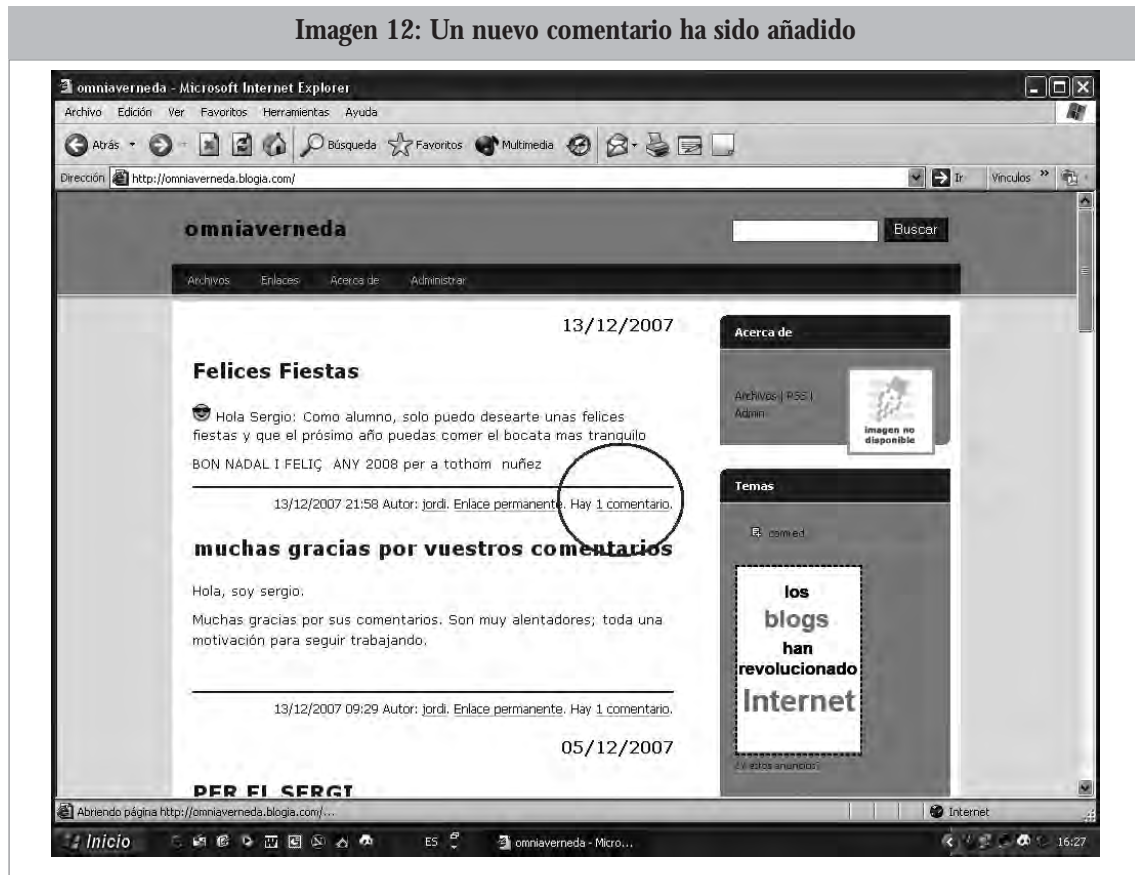 Imagen 12: Un nuevo comentario ha sido añadido
omniaverneda - Microsoft Internet Explorer
Archivo Edición Ver Favoritos Herramientas Ayuda
Atrás Búsqueda Favoritos Multimedia
Dirección http://omniaverneda.blogia.com/ Ir Vínculos »
omniaverneda
Buscar
Archivos Enlaces Acerca de Administrar
13/12/2007
Felices Fiestas
Hola Sergio: Como alumno, solo puedo desearte unas felices
fiestas y que el prósimo año puedas comer el bocata mas tranquilo
BON NADAL I FELIÇ ANY 2008 per a tothom nuñez
13/12/2007 21:58 Autor: jordi. Enlace permanente. Hay 1 comentario.
muchas gracias por vuestros comentarios
Hola, soy sergio.
Muchas gracias por sus comentarios. Son muy alentadores; toda una
motivación para seguir trabajando.
13/12/2007 09:29 Autor: jordi. Enlace permanente. Hay 1 comentario.
05/12/2007
PER EL SERGI
Acerca de
Archivos | RSS |
Admin
imagen no
disponible
Temas
los
blogs
han
revolucionado
Internet
Abriendo página http://omniaverneda.blogia.com/... Internet
Inicio ES omniaverneda - Micro... 16:27